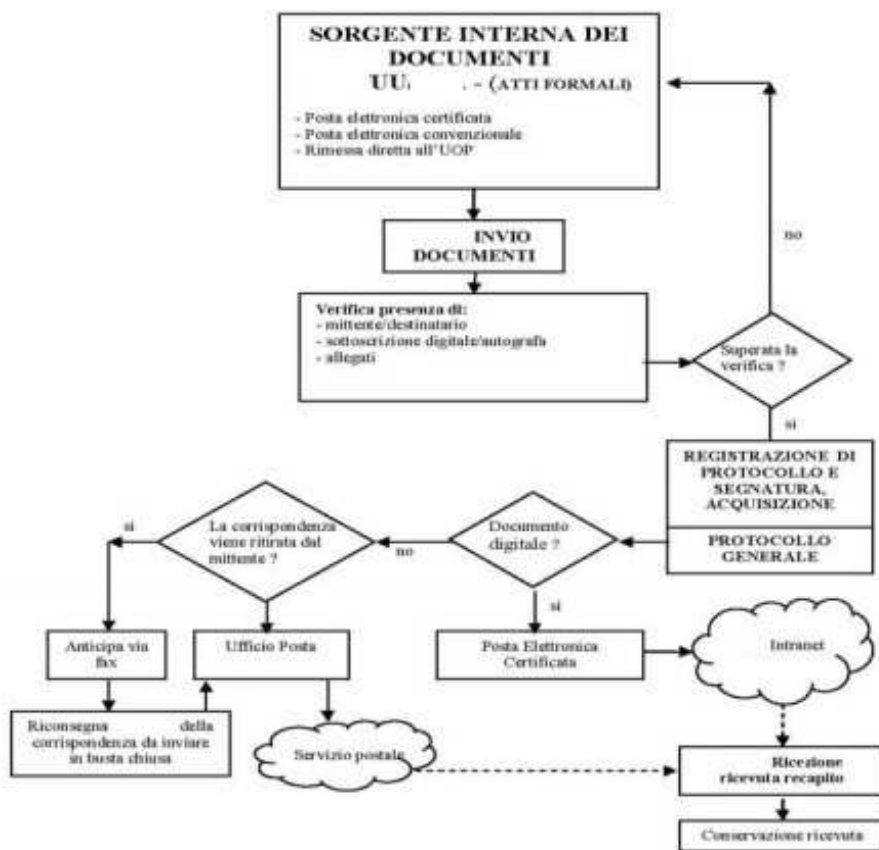 SORGENTE INTERNA DEI
DOCUMENTI
UU. - (ATTI FORMALI)
- Posta elettronica certificata
- Posta elettronica convenzionale
- Rimessa diretta all'UOP
INVIO
DOCUMENTI
no
Verifica presenza di:
- mittente/destinatario
- sottoscrizione digitale/autografa
- allegati
Superata la
verifica ?
si
REGISTRAZIONE DI
PROTOCOLLO E
SEGNATURA,
ACQUISIZIONE
PROTOCOLLO
GENERALE
Documento
digitale ?
no
si
La corrispondenza
viene ritirata dal
mittente ?
si
Anticipa via
fax
Ufficio Posta
Posta Elettronica
Certificata
Intranet
Riconsegna della
corrispondenza da inviare
in busta chiusa
Servizio postale
Ricezione
ricevuta recapito
Conservazione ricevuta